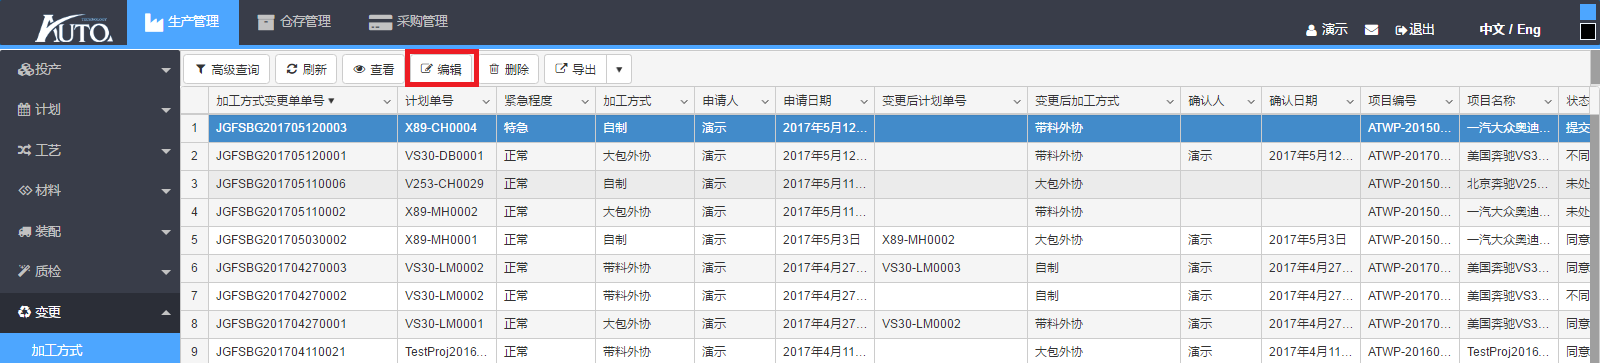 AUTO TECHNOLOGY 生产管理 仓存管理 采购管理 演示 退出 中文 / Eng
投产
计划
工艺
材料
装配
质检
变更
加工方式
高级查询 刷新 查看 编辑 删除 导出
加工方式变更单单号 计划单号 紧急程度 加工方式 申请人 申请日期 变更后计划单号 变更后加工方式 确认人 确认日期 项目编号 项目名称 状态
1 JGFSBG201705120003 X89-CH0004 特急 自制 演示 2017年5月12... 带料外协 ATWP-20150... 一汽大众奥迪... 提交
2 JGFSBG201705120001 VS30-DB0001 正常 大包外协 演示 2017年5月12... 带料外协 演示 2017年5月12... ATWP-20170... 美国奔驰VS3... 不同
3 JGFSBG201705110006 V253-CH0029 正常 自制 演示 2017年5月11... 大包外协 ATWP-20150... 北京奔驰V25... 未处
4 JGFSBG201705110002 X89-MH0002 正常 大包外协 演示 2017年5月11... 带料外协 ATWP-20150... 一汽大众奥迪... 未处
5 JGFSBG201705030002 X89-MH0001 正常 自制 演示 2017年5月3日 X89-MH0002 大包外协 演示 2017年5月3日 ATWP-20150... 一汽大众奥迪... 同意
6 JGFSBG201704270003 VS30-LM0002 正常 带料外协 演示 2017年4月27... VS30-LM0003 自制 演示 2017年4月27... ATWP-20170... 美国奔驰VS3... 同意
7 JGFSBG201704270002 VS30-LM0002 正常 带料外协 演示 2017年4月27... 自制 演示 2017年4月27... ATWP-20170... 美国奔驰VS3... 不同
8 JGFSBG201704270001 VS30-LM0001 正常 大包外协 演示 2017年4月27... VS30-LM0002 带料外协 演示 2017年4月27... ATWP-20170... 美国奔驰VS3... 同意
9 JGFSBG201704110021 TestProj2016... 正常 带料外协 演示 2017年4月11... 大包外协 演示 2017年4月11... ATWP-20160... TestProj2016... 同意